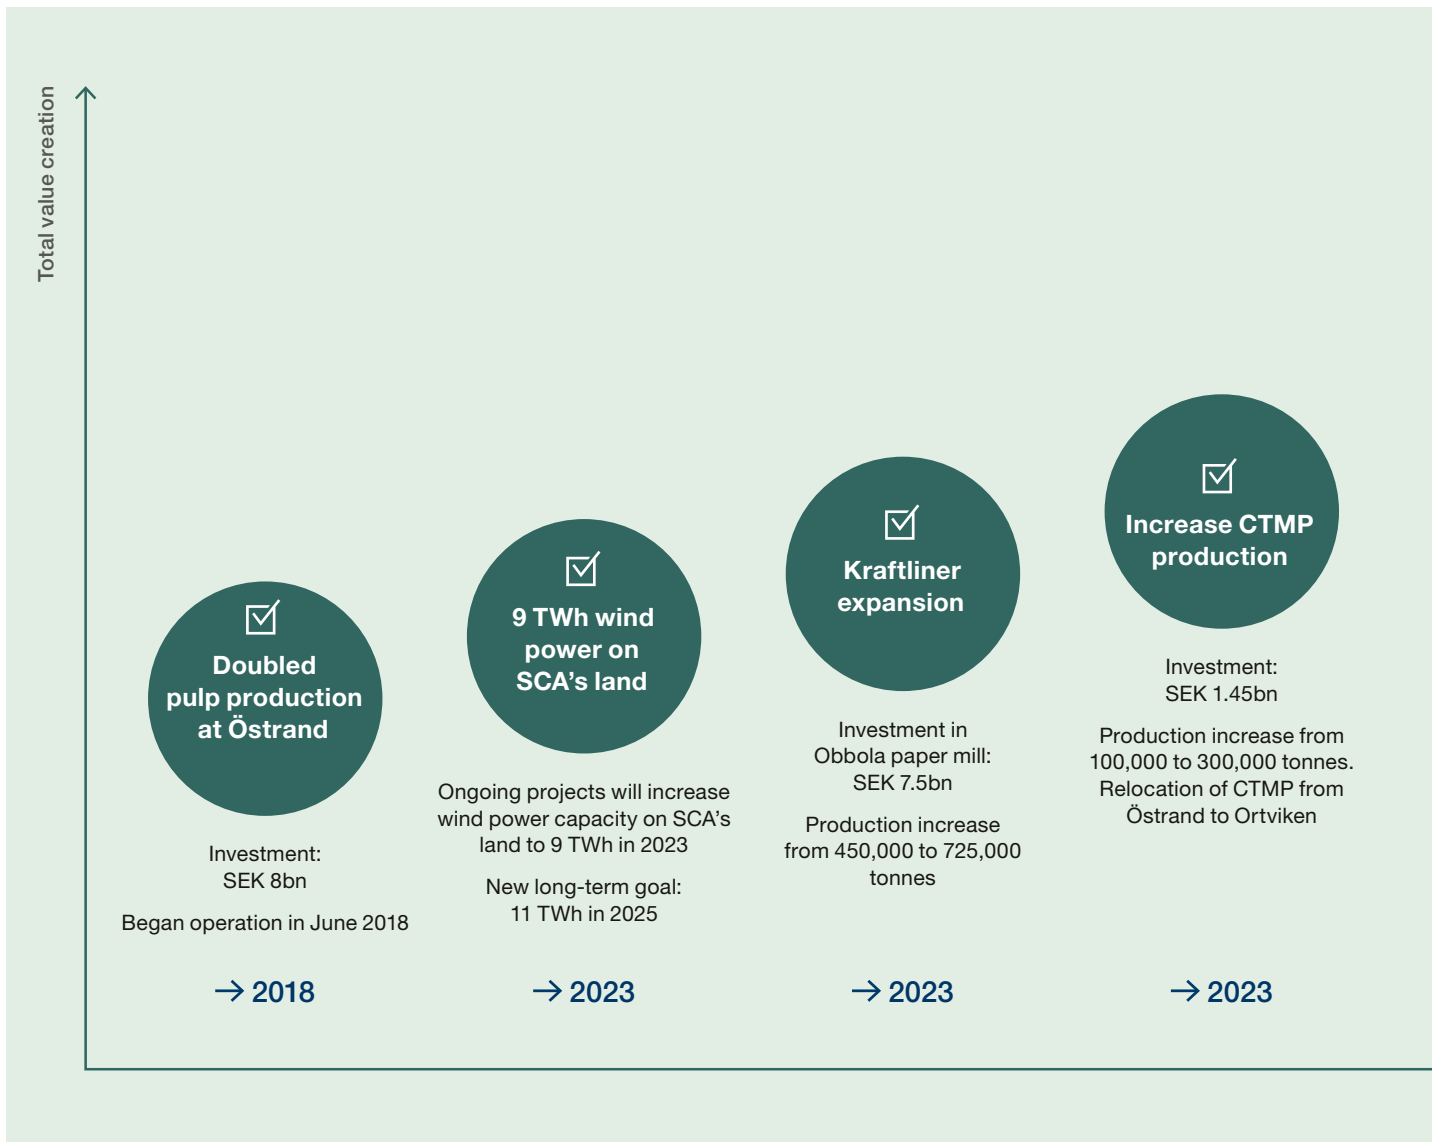 Total value creation
Doubled
pulp production
at Östrand
Investment:
SEK 8bn
Began operation in June 2018
→ 2018
9 TWh wind
power on
SCA’s land
Ongoing projects will increase
wind power capacity on SCA’s
land to 9 TWh in 2023
New long-term goal:
11 TWh in 2025
→ 2023
Kraftliner
expansion
Investment in
Obbola paper mill:
SEK 7.5bn
Production increase
from 450,000 to 725,000
tonnes
→ 2023
Increase CTMP
production
Investment:
SEK 1.45bn
Production increase from
100,000 to 300,000 tonnes.
Relocation of CTMP from
Östrand to Ortviken
→ 2023